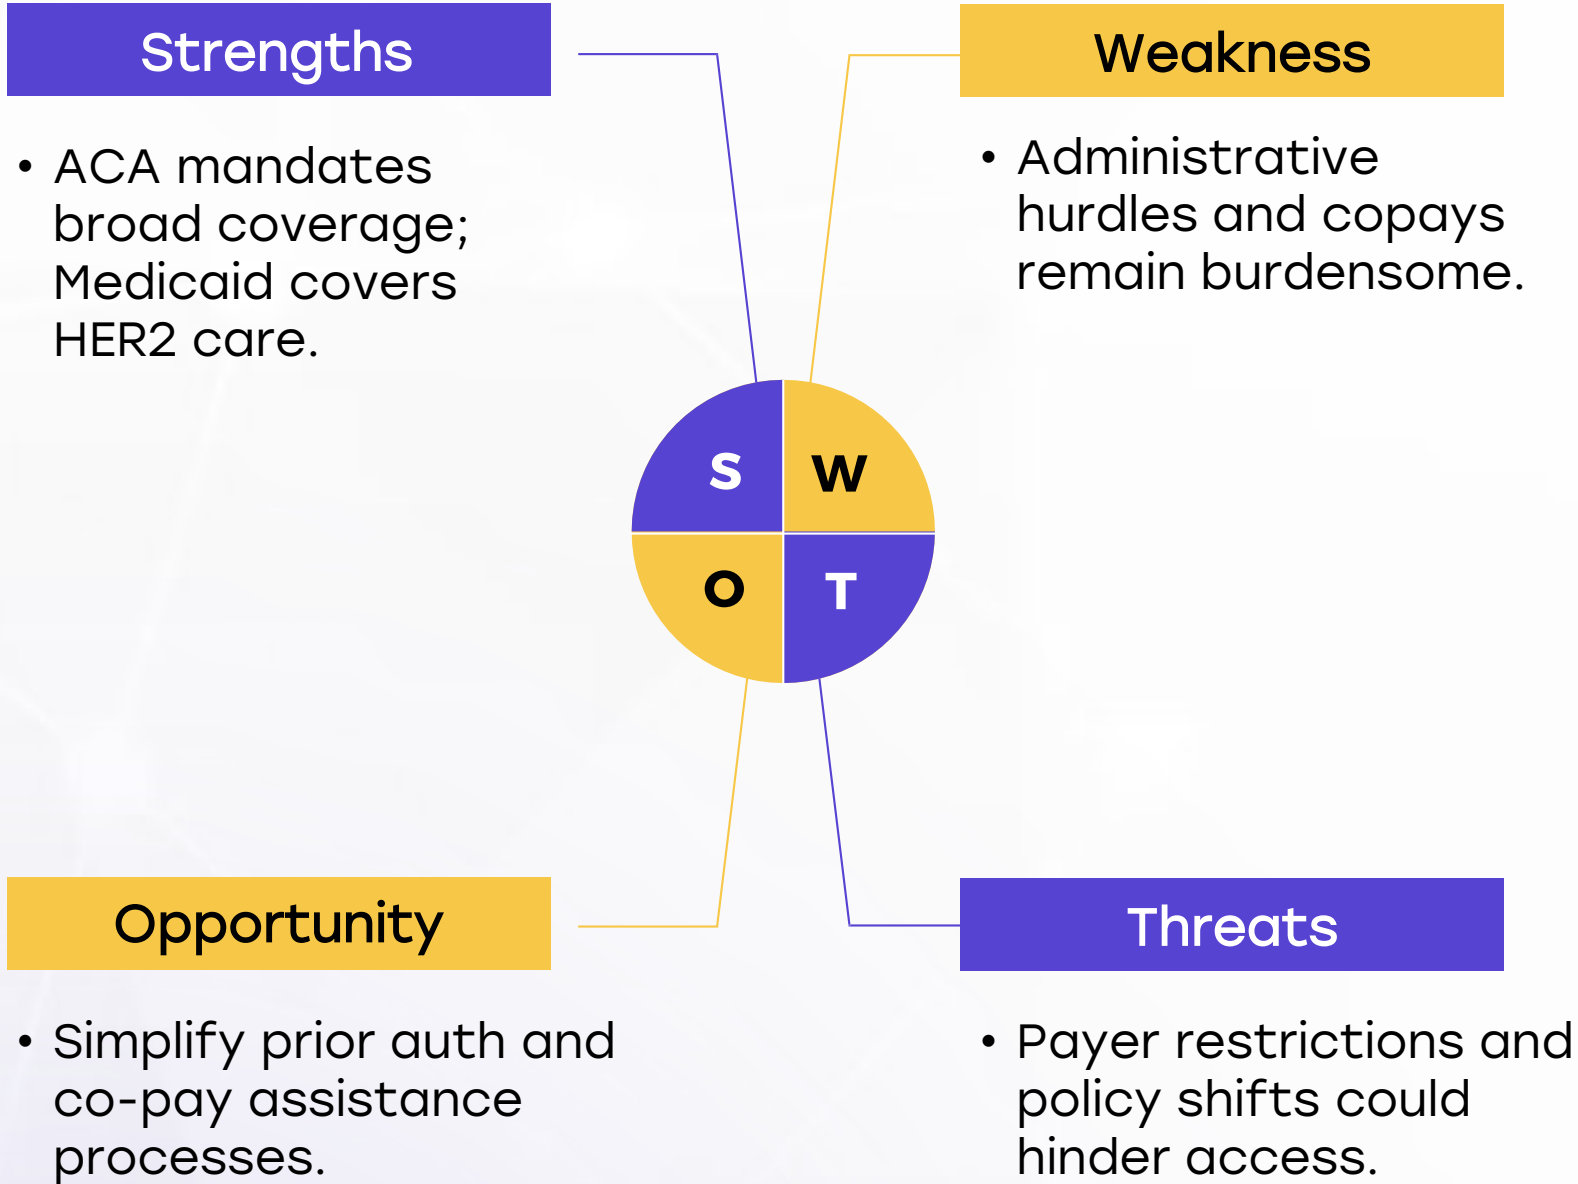 Strengths
• ACA mandates
broad coverage;
Medicaid covers
HER2 care.
Weakness
• Administrative
hurdles and copays
remain burdensome.
S
W
O
T
Opportunity
• Simplify prior auth and
co-pay assistance
processes.
Threats
• Payer restrictions and
policy shifts could
hinder access.